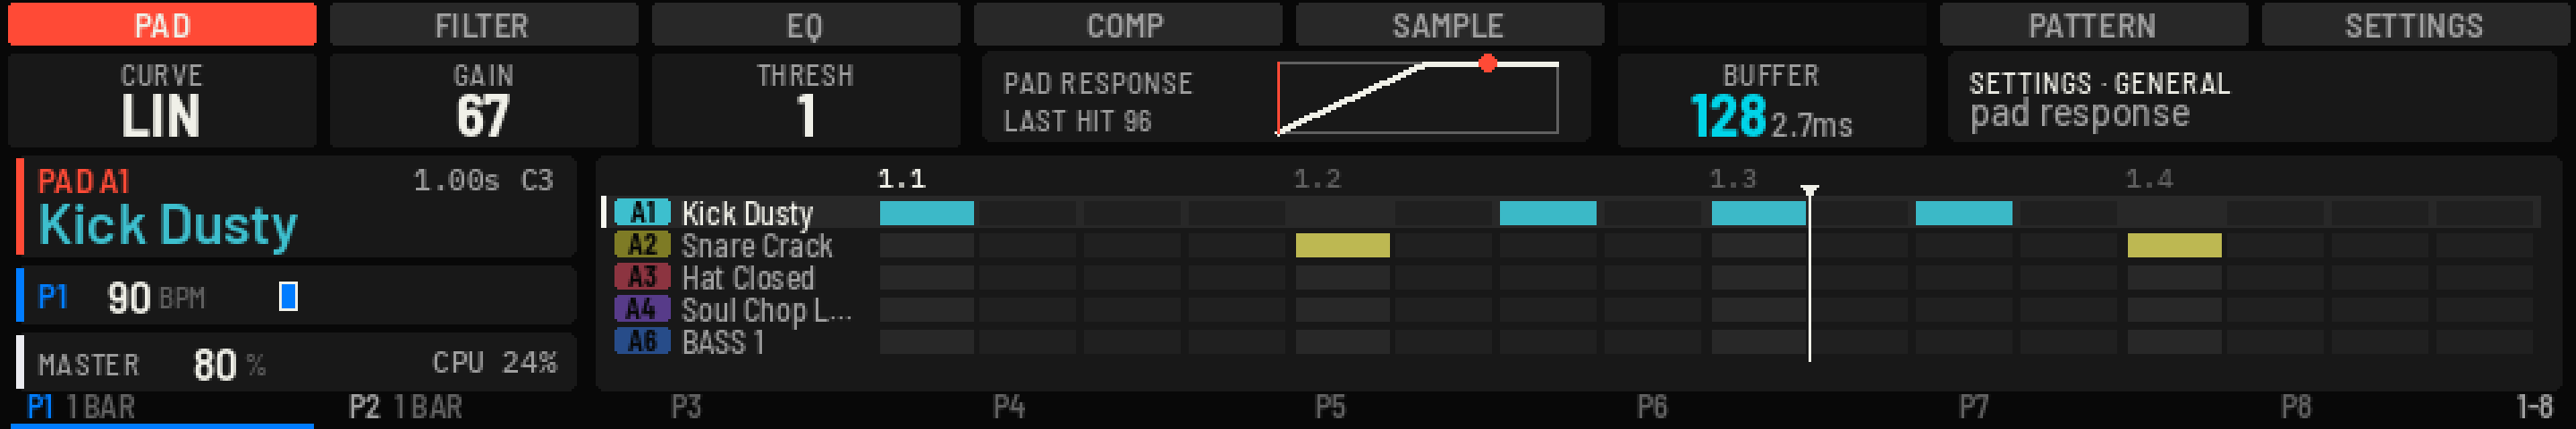 PAD FILTER EQ COMP SAMPLE PATTERN SETTINGS
CURVE
LIN
GAIN
67
THRESH
1
PAD RESPONSE
LAST HIT 96
BUFFER
128 2.7ms
SETTINGS · GENERAL
pad response
PAD A1 1.00s C3
Kick Dusty
P1 90 BPM
MASTER 80 % CPU 24%
1.1 1.2 1.3 1.4
A1 Kick Dusty
A2 Snare Crack
A3 Hat Closed
A4 Soul Chop L...
A6 BASS 1
P1 1 BAR P2 1 BAR P3 P4 P5 P6 P7 P8 1-8